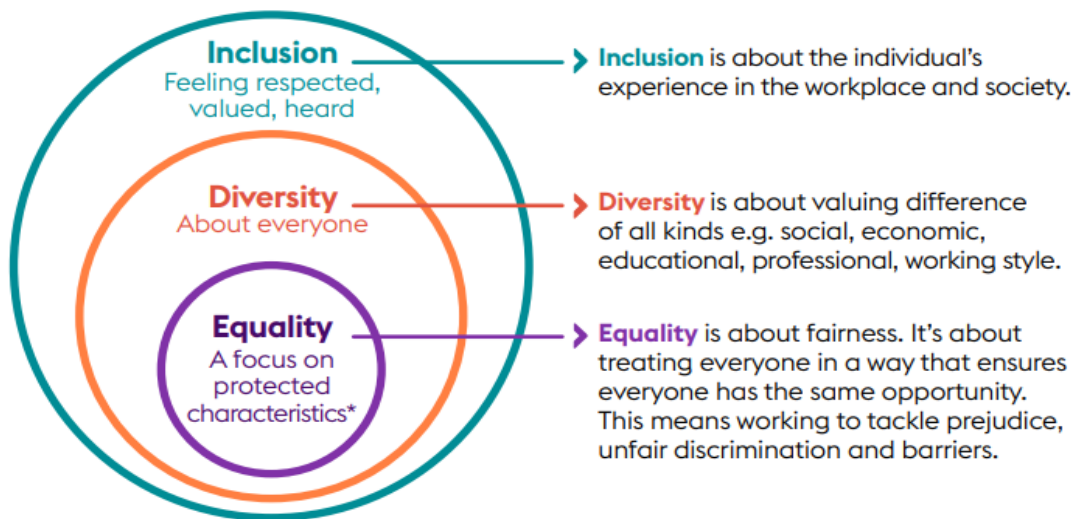 Inclusion
Feeling respected,
valued, heard
Inclusion is about the individual's
experience in the workplace and society.
Diversity
About everyone
Diversity is about valuing difference
of all kinds e.g. social, economic,
educational, professional, working style.
Equality
A focus on
protected
characteristics*
Equality is about fairness. It's about
treating everyone in a way that ensures
everyone has the same opportunity.
This means working to tackle prejudice,
unfair discrimination and barriers.